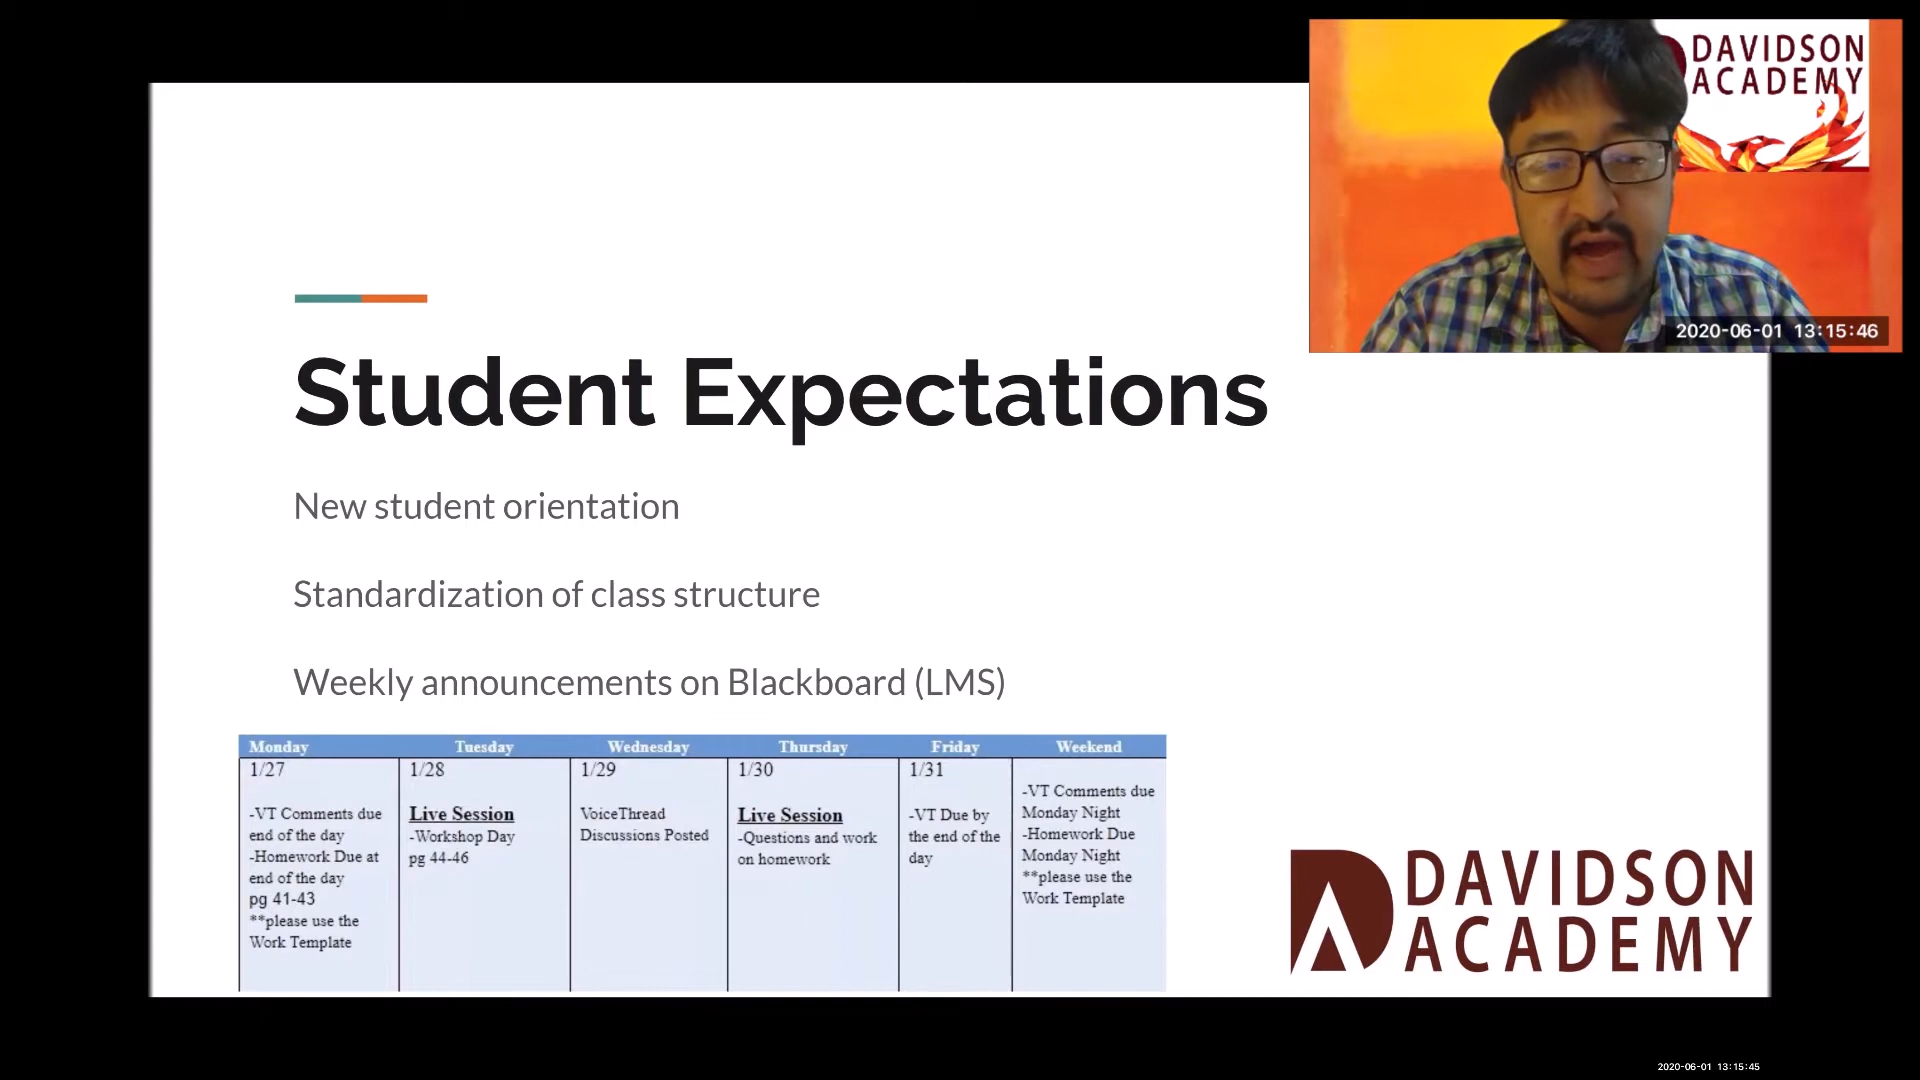 DAVIDSON
ACADEMY
2020-06-01 13:15:46
Student Expectations
New student orientation
Standardization of class structure
Weekly announcements on Blackboard (LMS)
Monday Tuesday Wednesday Thursday Friday Weekend
1/27
-VT Comments due
end of the day
-Homework Due at
end of the day
pg 41-43
**please use the
Work Template
1/28
Live Session
-Workshop Day
pg 44-46
1/29
VoiceThread
Discussions Posted
1/30
Live Session
-Questions and work
on homework
1/31
-VT Due by
the end of the
day
-VT Comments due
Monday Night
-Homework Due
Monday Night
**please use the
Work Template
DAVIDSON
ACADEMY
2020-06-01 13:15:45